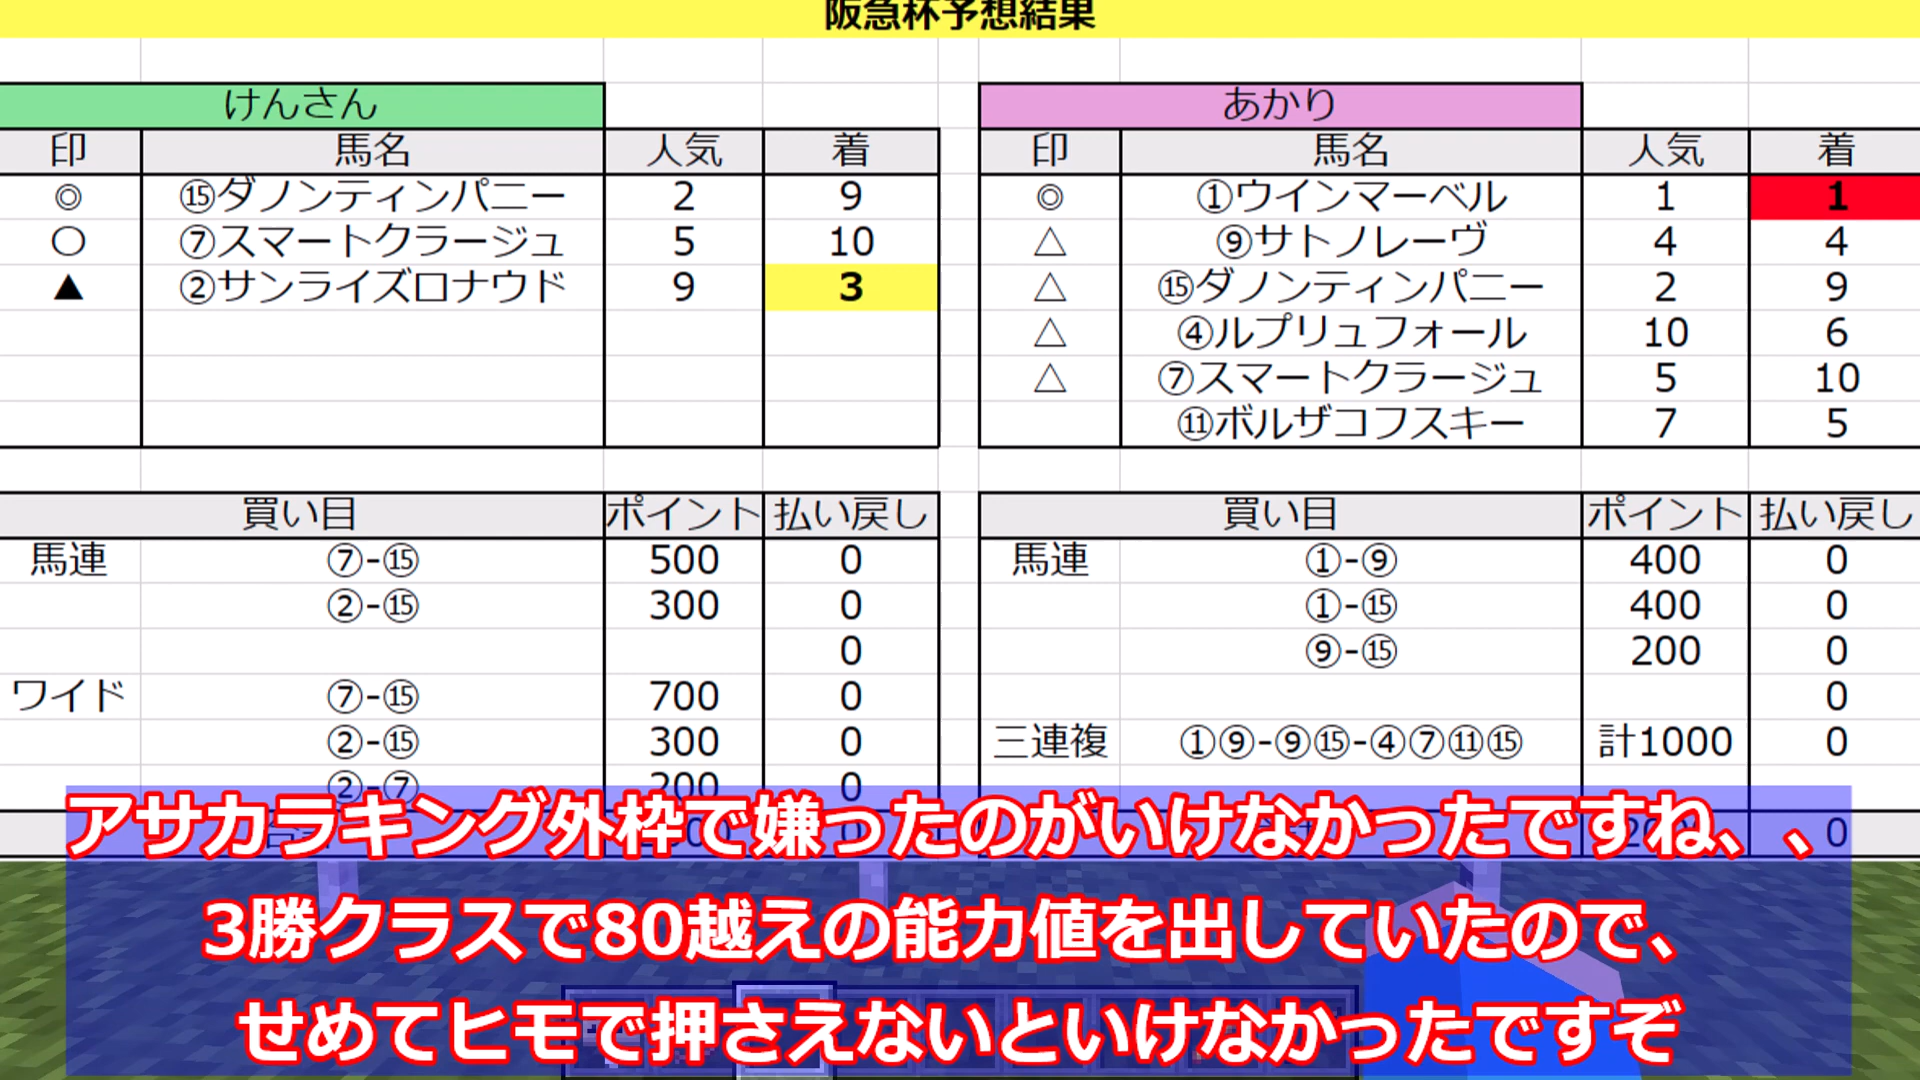 阪急杯予想結果
けんさん
印 馬名 人気 着
◎ ⑮ダノンティンパニー 2 9
〇 ⑦スマートクラージュ 5 10
▲ ②サンライズロナウド 9 3
あかり
印 馬名 人気 着
◎ ①ウインマーベル 1 1
△ ⑨サトノレーヴ 4 4
△ ⑮ダノンティンパニー 2 9
△ ④ルプリュフォール 10 6
△ ⑦スマートクラージュ 5 10
⑪ボルザコフスキー 7 5
買い目 ポイント 払い戻し
馬連 ⑦-⑮ 500 0
②-⑮ 300 0
0
ワイド ⑦-⑮ 700 0
②-⑮ 300 0
②-⑦ 200 0
0
買い目 ポイント 払い戻し
馬連 ①-⑨ 400 0
①-⑮ 400 0
⑨-⑮ 200 0
0
三連複 ①⑨-⑨⑮-④⑦⑪⑮ 計1000 0
0
アサカラキング外枠で嫌ったのがいけなかったですね、、
3勝クラスで80越えの能力値を出していたので、
せめてヒモで押さえないといけなかったですぞ